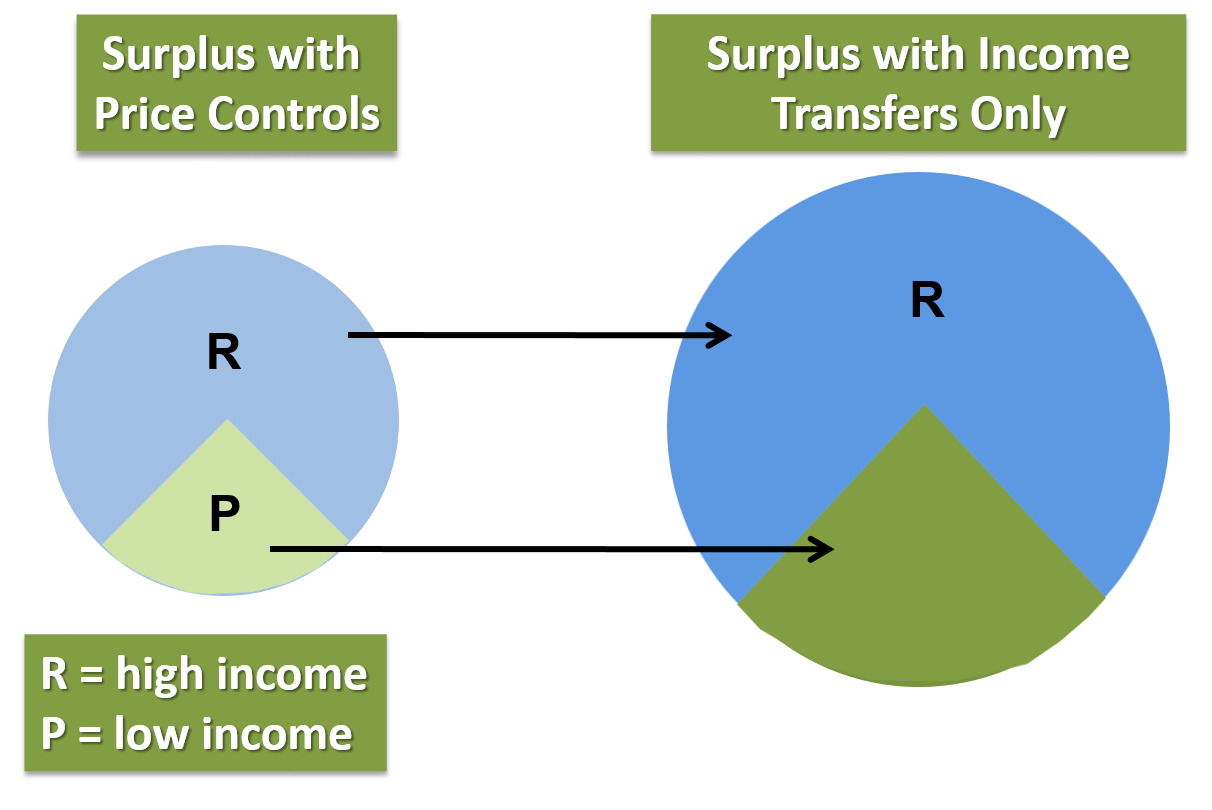 Surplus with
Price Controls
Surplus with Income
Transfers Only
R
R
P
R = high income
P = low income